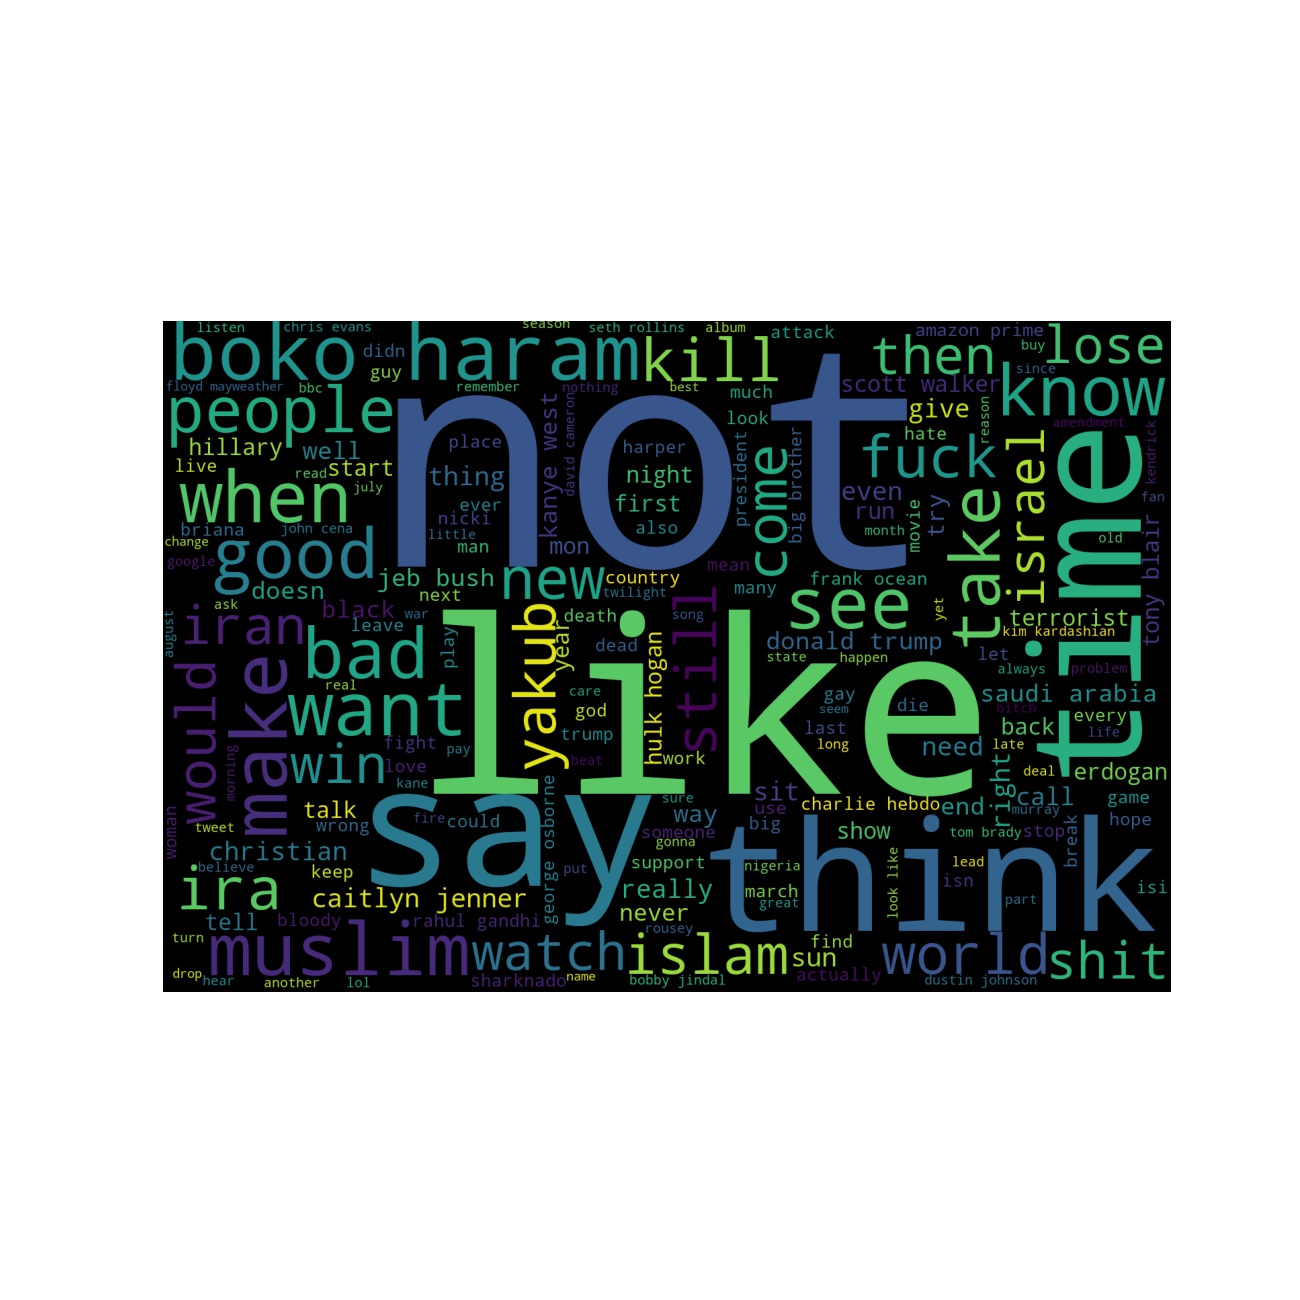 listen
chris evans
season
seth rollins
album
attack
amazon prime
buy
lose
boko
didn
haram
kill
then
since
guy
floyd mayweather
bbc
remember
nothing
best
much
scott walker
know
people
not
look
give
reason
amendment
hillary
well
place
kanye west
david cameron
harper
president
big brother
hate
fuck
israel
time
kendrick
live
read
start
thing
night
come
even
take
fan
when
july
ever
first
run
try
movie
briana
john cena
nicki
also
month
old
tony blair
change
little
man
mon
google
good
jeb bush
new
country
mean
frank ocean
doesn
next
twilight
many
see
yet
ask
black
war
death
song
terrorist
august
iran
leave
like
yakub
year
still
donald trump
kim kardashian
bad
play
dead
hulk hogan
state
happen
let
always
problem
would
make
real
care
gay
die
saudi arabia
want
god
seem
bitch
morning
fight
pay
trump
last
back
every
life
win
love
beat
work
long
need
late
kane
right
deal
erdogan
woman
talk
say
george osborne
sure
sit
charlie hebdo
end
call
game
tweet
wrong
fire
could
use
way
murray
hope
someone
big
show
tom brady
stop
break
christian
gonna
think
believe
keep
put
support
nigeria
look like
lead
ira
caitlyn jenner
really
march
isn
isi
great
part
tell
bloody
rahul gandhi
never
rousey
turn
muslim
watch
islam
find
sun
world
shit
actually
drop
hear
another
lol
sharknado
name
bobby jindal
dustin johnson